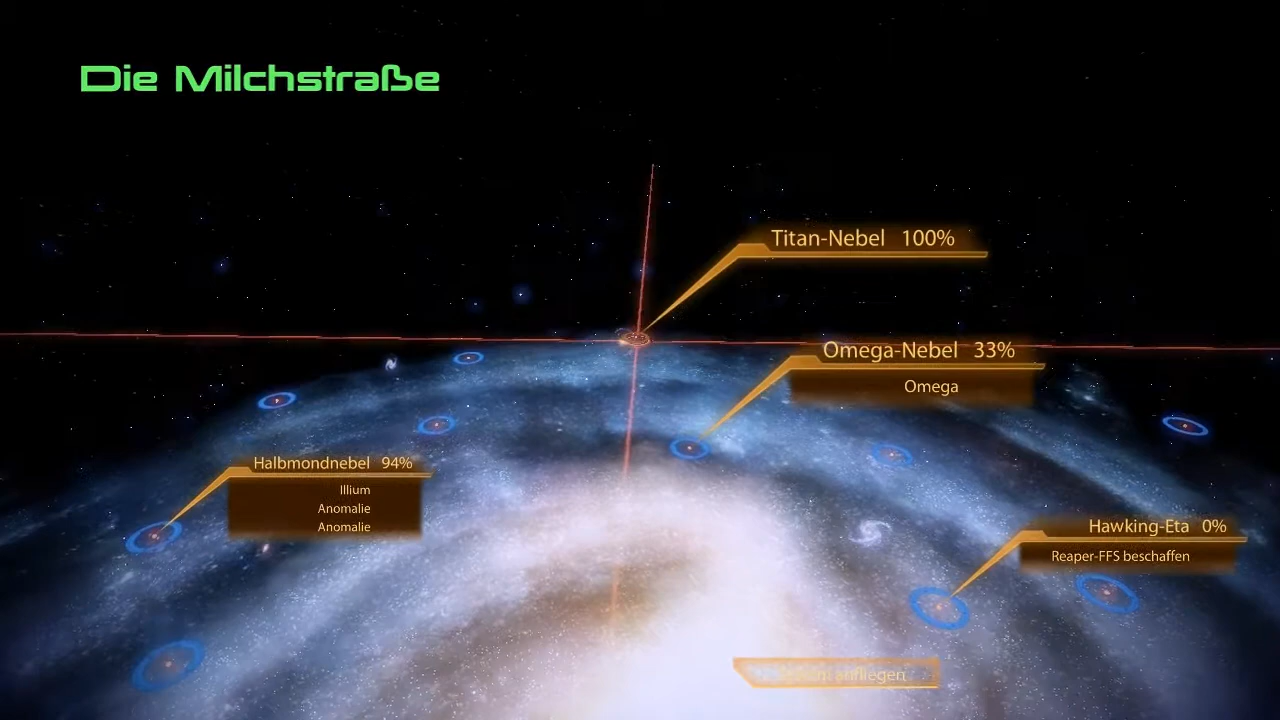 Die Milchstraße
Titan-Nebel 100%
Omega-Nebel 33%
Omega
Halbmondnebel 94%
Illium
Anomalie
Anomalie
Hawking-Eta 0%
Reaper-FFS beschaffen
anfliegen